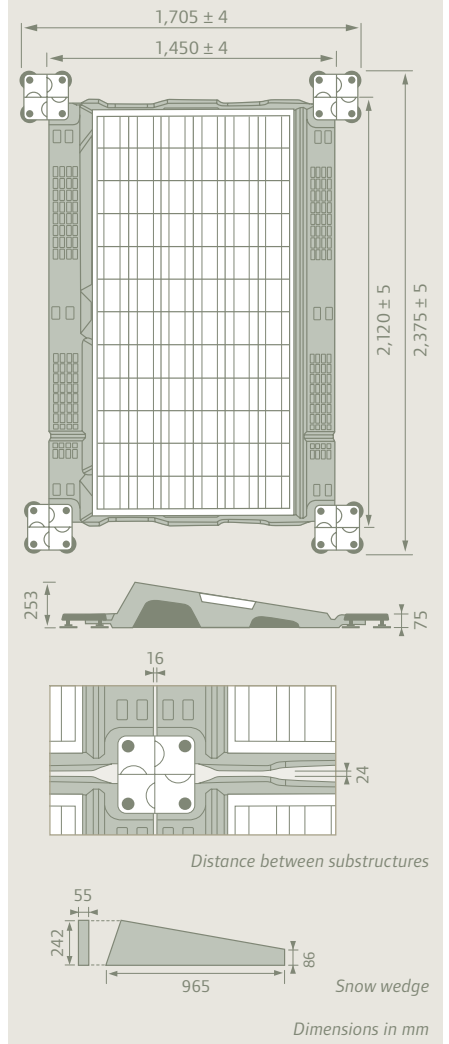 1,705 ± 4
1,450 ± 4
2,120 ± 5
2,375 ± 5
253
75
16
24
Distance between substructures
55
242
86
965
Snow wedge
Dimensions in mm